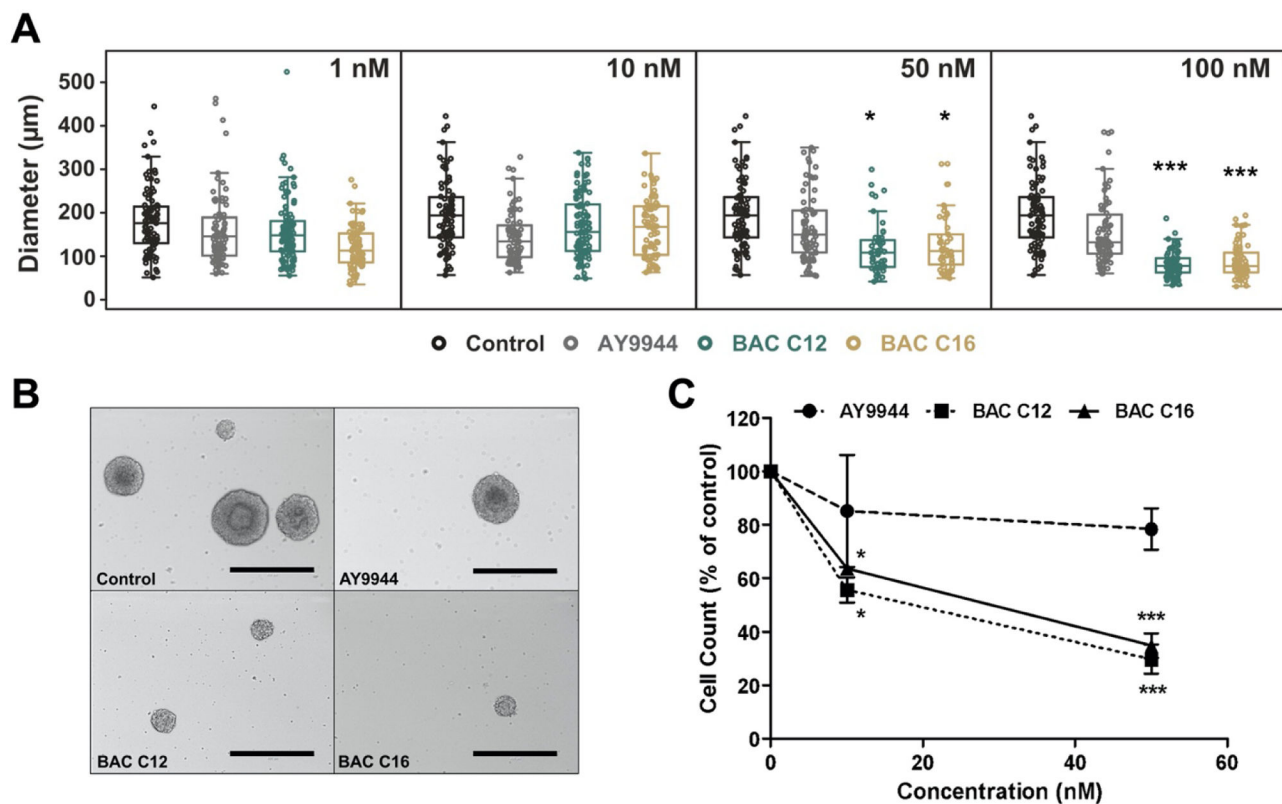 A
1 nM
10 nM
50 nM
100 nM
Diameter (µm)
500
400
300
200
100
0
*
*
***
***
Control
AY9944
BAC C12
BAC C16
B
Control
AY9944
BAC C12
BAC C16
C
AY9944
BAC C12
BAC C16
Cell Count (% of control)
120
100
80
60
40
20
0
*
*
***
***
0
20
40
60
Concentration (nM)